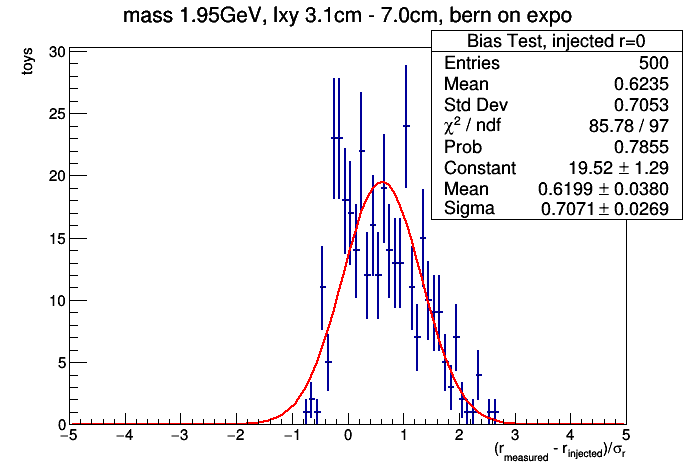 mass 1.95GeV, lxy 3.1cm - 7.0cm, bern on expo
Bias Test, injected r=0
Entries 500
Mean 0.6235
Std Dev 0.7053
χ² / ndf 85.78 / 97
Prob 0.7855
Constant 19.52 ± 1.29
Mean 0.6199 ± 0.0380
Sigma 0.7071 ± 0.0269
toys
30
25
20
15
10
5
0
−5 −4 −3 −2 −1 0 1 2 3 4 5
(r_measured - r_injected)/σ_r